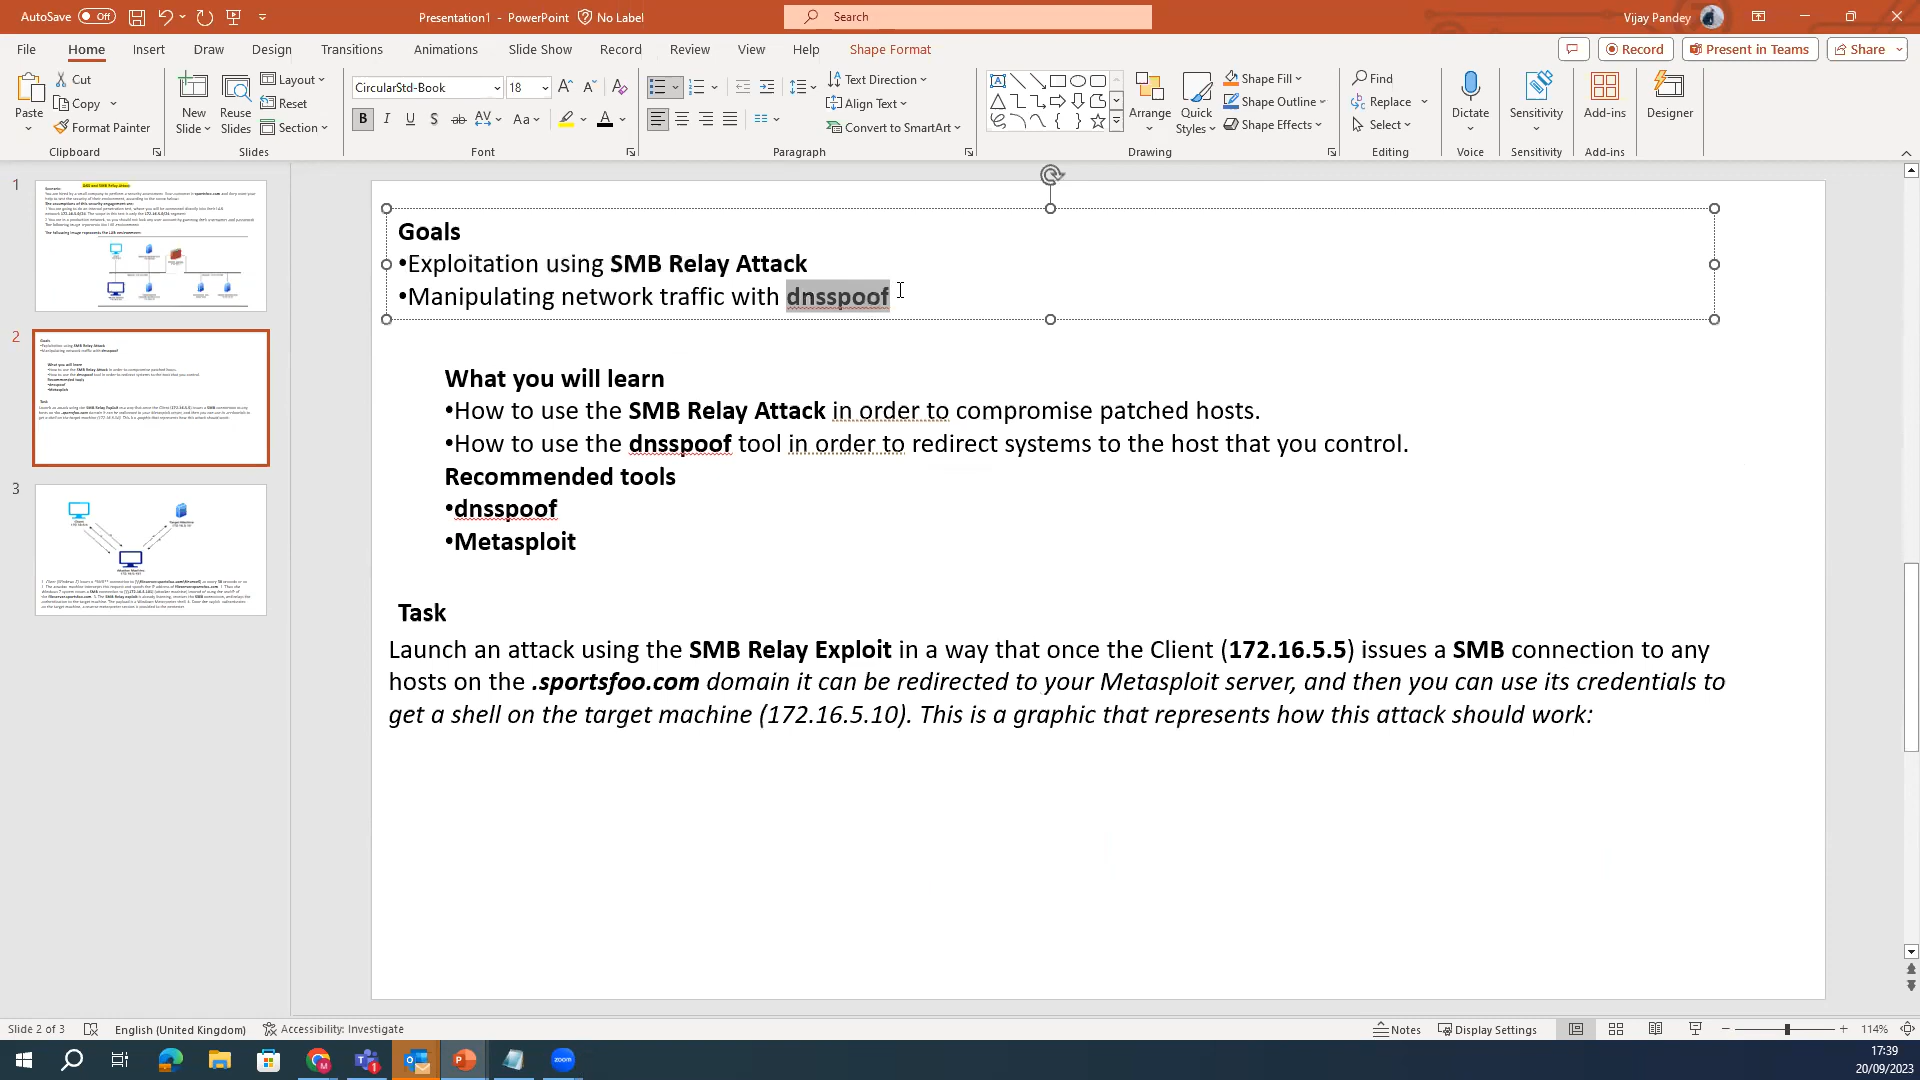 AutoSave Off
Presentation1 - PowerPoint
No Label
Search
Vijay Pandey
File Home Insert Draw Design Transitions Animations Slide Show Record Review View Help Shape Format
Record Present in Teams Share
Paste
Cut
Copy
Format Painter
Clipboard
New Slide
Reuse Slides
Layout
Reset
Section
Slides
CircularStd-Book 18
B I U S ab AV Aa A
Font
Text Direction
Align Text
Convert to SmartArt
Paragraph
Arrange
Quick Styles
Shape Fill
Shape Outline
Shape Effects
Drawing
Find
Replace
Select
Editing
Dictate
Voice
Sensitivity
Sensitivity
Add-ins
Add-ins
Designer
1
2
3
Goals
•Exploitation using SMB Relay Attack
•Manipulating network traffic with dnsspoof
What you will learn
•How to use the SMB Relay Attack in order to compromise patched hosts.
•How to use the dnsspoof tool in order to redirect systems to the host that you control.
Recommended tools
•dnsspoof
•Metasploit
Task
Launch an attack using the SMB Relay Exploit in a way that once the Client (172.16.5.5) issues a SMB connection to any
hosts on the .sportsfoo.com domain it can be redirected to your Metasploit server, and then you can use its credentials to
get a shell on the target machine (172.16.5.10). This is a graphic that represents how this attack should work:
Slide 2 of 3 English (United Kingdom) Accessibility: Investigate
Notes Display Settings 114%
zoom
17:39
20/09/2023